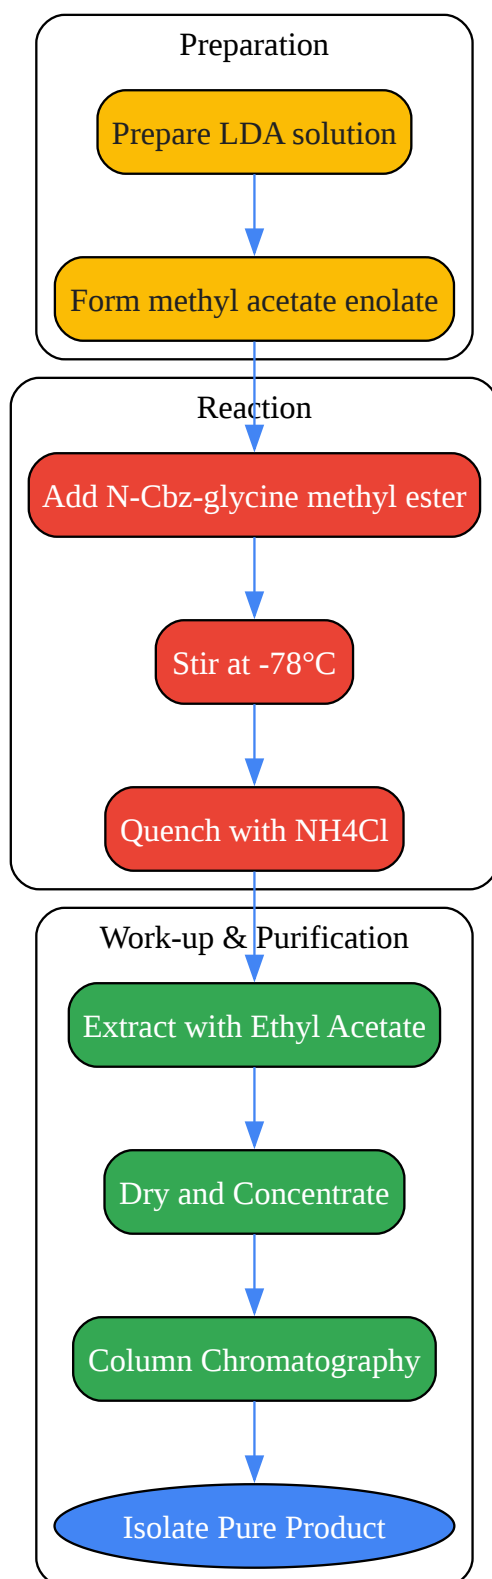 Preparation
Prepare LDA solution
Form methyl acetate enolate
Reaction
Add N-Cbz-glycine methyl ester
Stir at -78°C
Quench with NH4Cl
Work-up & Purification
Extract with Ethyl Acetate
Dry and Concentrate
Column Chromatography
Isolate Pure Product